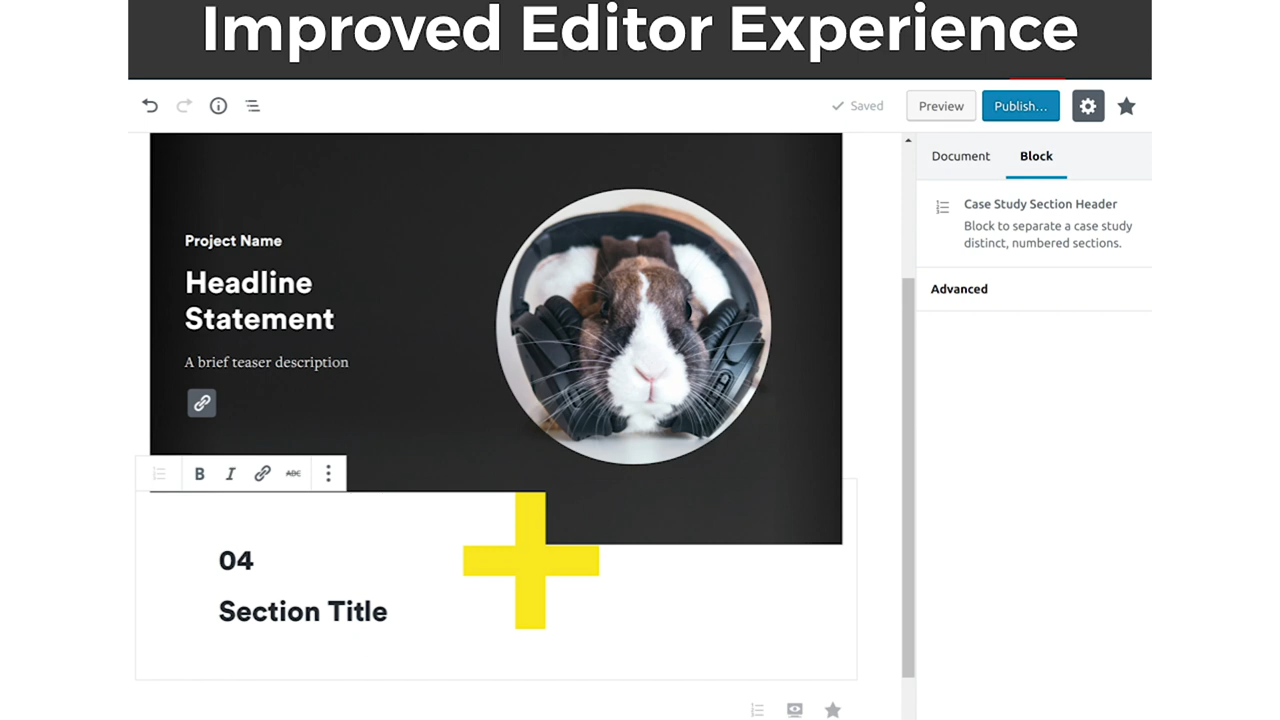 Improved Editor Experience
Saved
Preview
Publish...
Document
Block
Case Study Section Header
Block to separate a case study
distinct, numbered sections.
Advanced
Project Name
Headline
Statement
A brief teaser description
B I ABC
04
Section Title